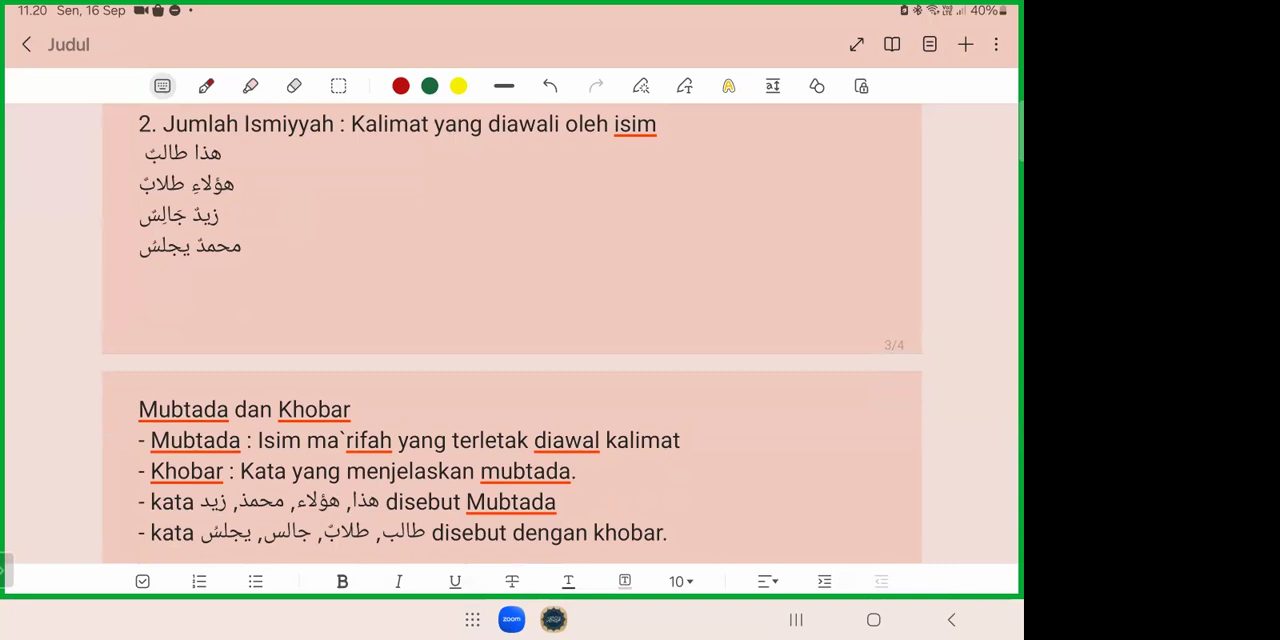 11.20 Sen, 16 Sep
40%
Judul
2. Jumlah Ismiyyah : Kalimat yang diawali oleh isim
هذا طالبٌ
هؤلاءِ طلابٌ
زيدٌ جَالِسٌ
محمدٌ يجلسُ
3/4
Mubtada dan Khobar
- Mubtada : Isim ma`rifah yang terletak diawal kalimat
- Khobar : Kata yang menjelaskan mubtada.
- kata هذا, هؤلاء, محمذ, زيد disebut Mubtada
- kata طالب, طلابٌ, جالس, يجلسُ disebut dengan khobar.
B I U T T T 10
zoom